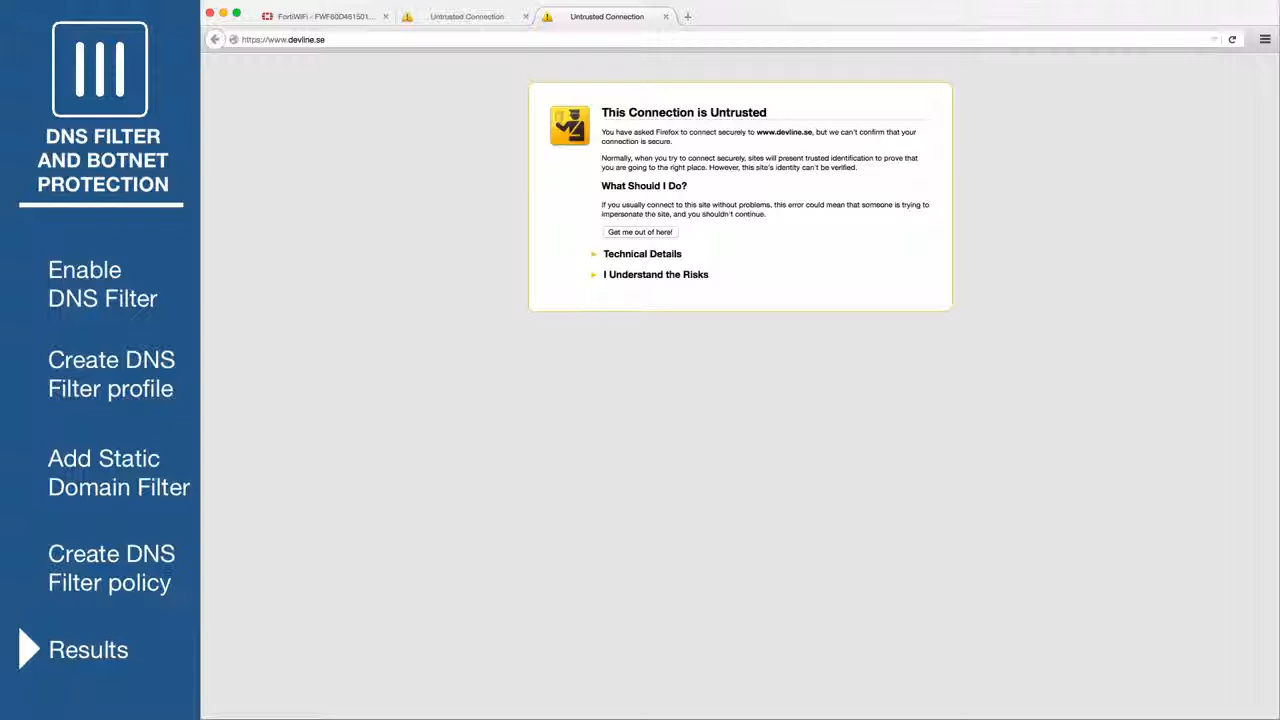 DNS FILTER
AND BOTNET
PROTECTION
Enable
DNS Filter
Create DNS
Filter profile
Add Static
Domain Filter
Create DNS
Filter policy
Results
FortiWiFi - FWF60D461501...
Untrusted Connection
Untrusted Connection
https://www.devline.se
This Connection is Untrusted
You have asked Firefox to connect securely to www.devline.se, but we can't confirm that your
connection is secure.
Normally, when you try to connect securely, sites will present trusted identification to prove that
you are going to the right place. However, this site's identity can't be verified.
What Should I Do?
If you usually connect to this site without problems, this error could mean that someone is trying to
impersonate the site, and you shouldn't continue.
Get me out of here!
Technical Details
I Understand the Risks